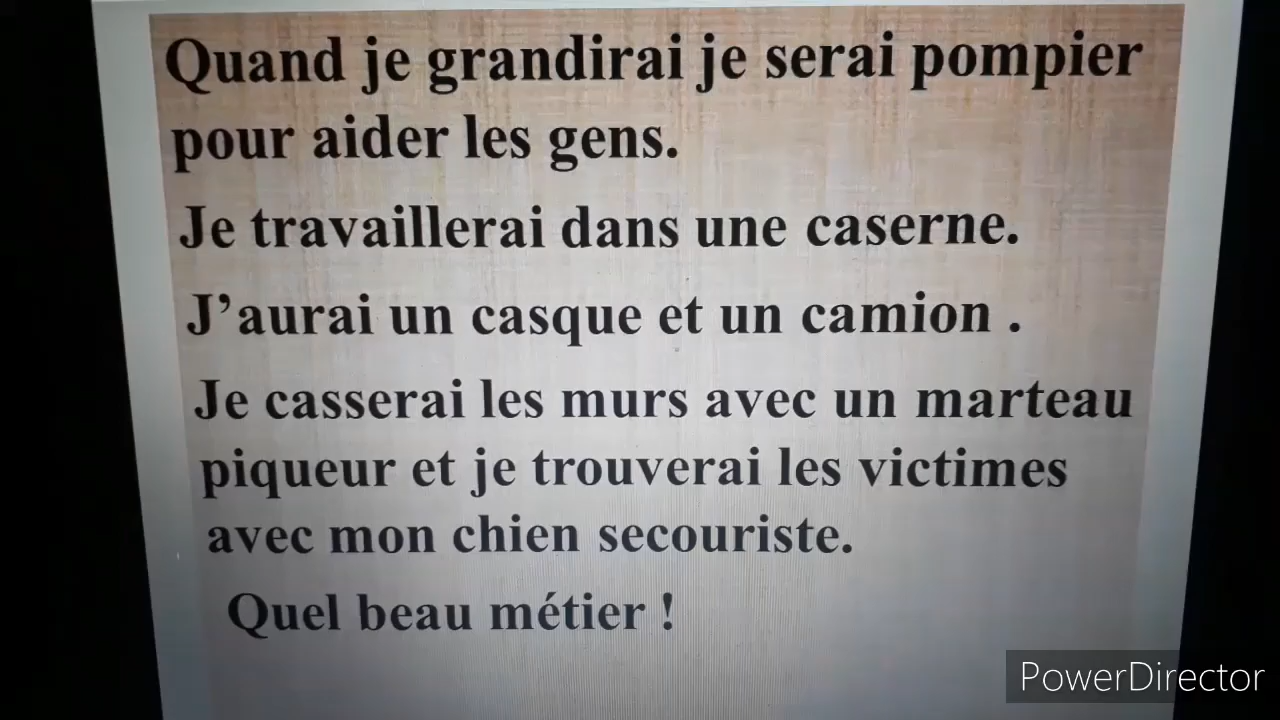 Quand je grandirai je serai pompier
pour aider les gens.
Je travaillerai dans une caserne.
J’aurai un casque et un camion .
Je casserai les murs avec un marteau
piqueur et je trouverai les victimes
avec mon chien secouriste.
Quel beau métier !
PowerDirector